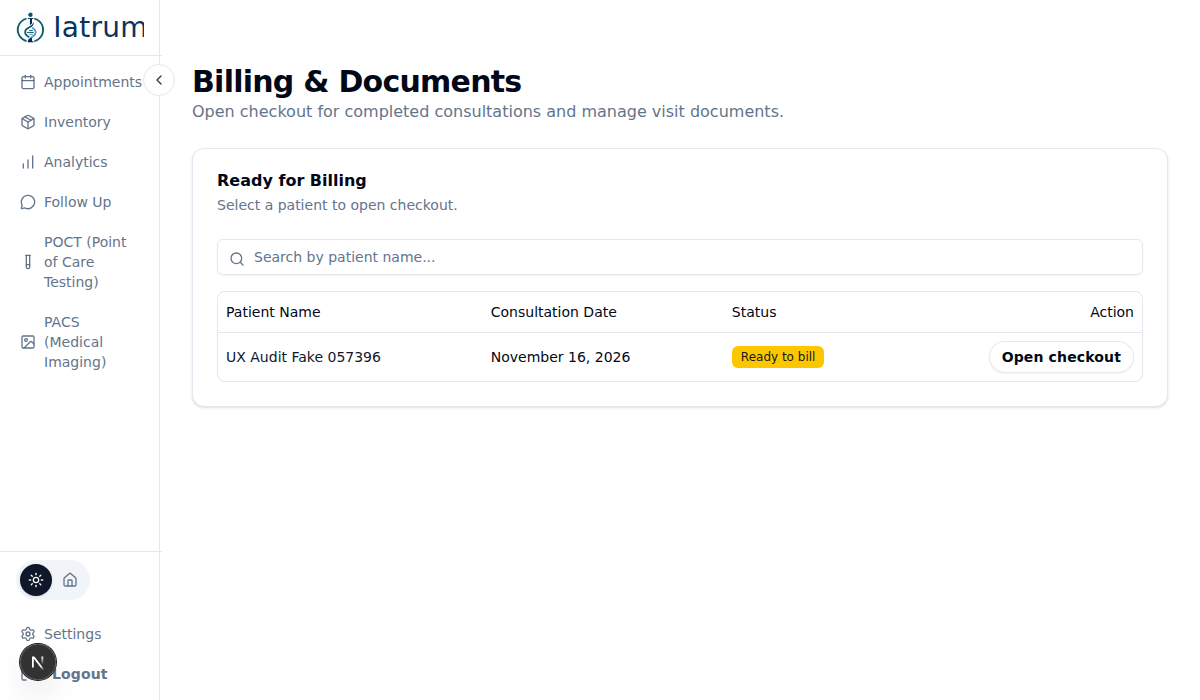 Iatrum
Appointments
Inventory
Analytics
Follow Up
POCT (Point
of Care
Testing)
PACS
(Medical
Imaging)
Settings
Logout
N
Billing & Documents
Open checkout for completed consultations and manage visit documents.
Ready for Billing
Select a patient to open checkout.
Search by patient name...
Patient Name Consultation Date Status Action
UX Audit Fake 057396 November 16, 2026 Ready to bill Open checkout